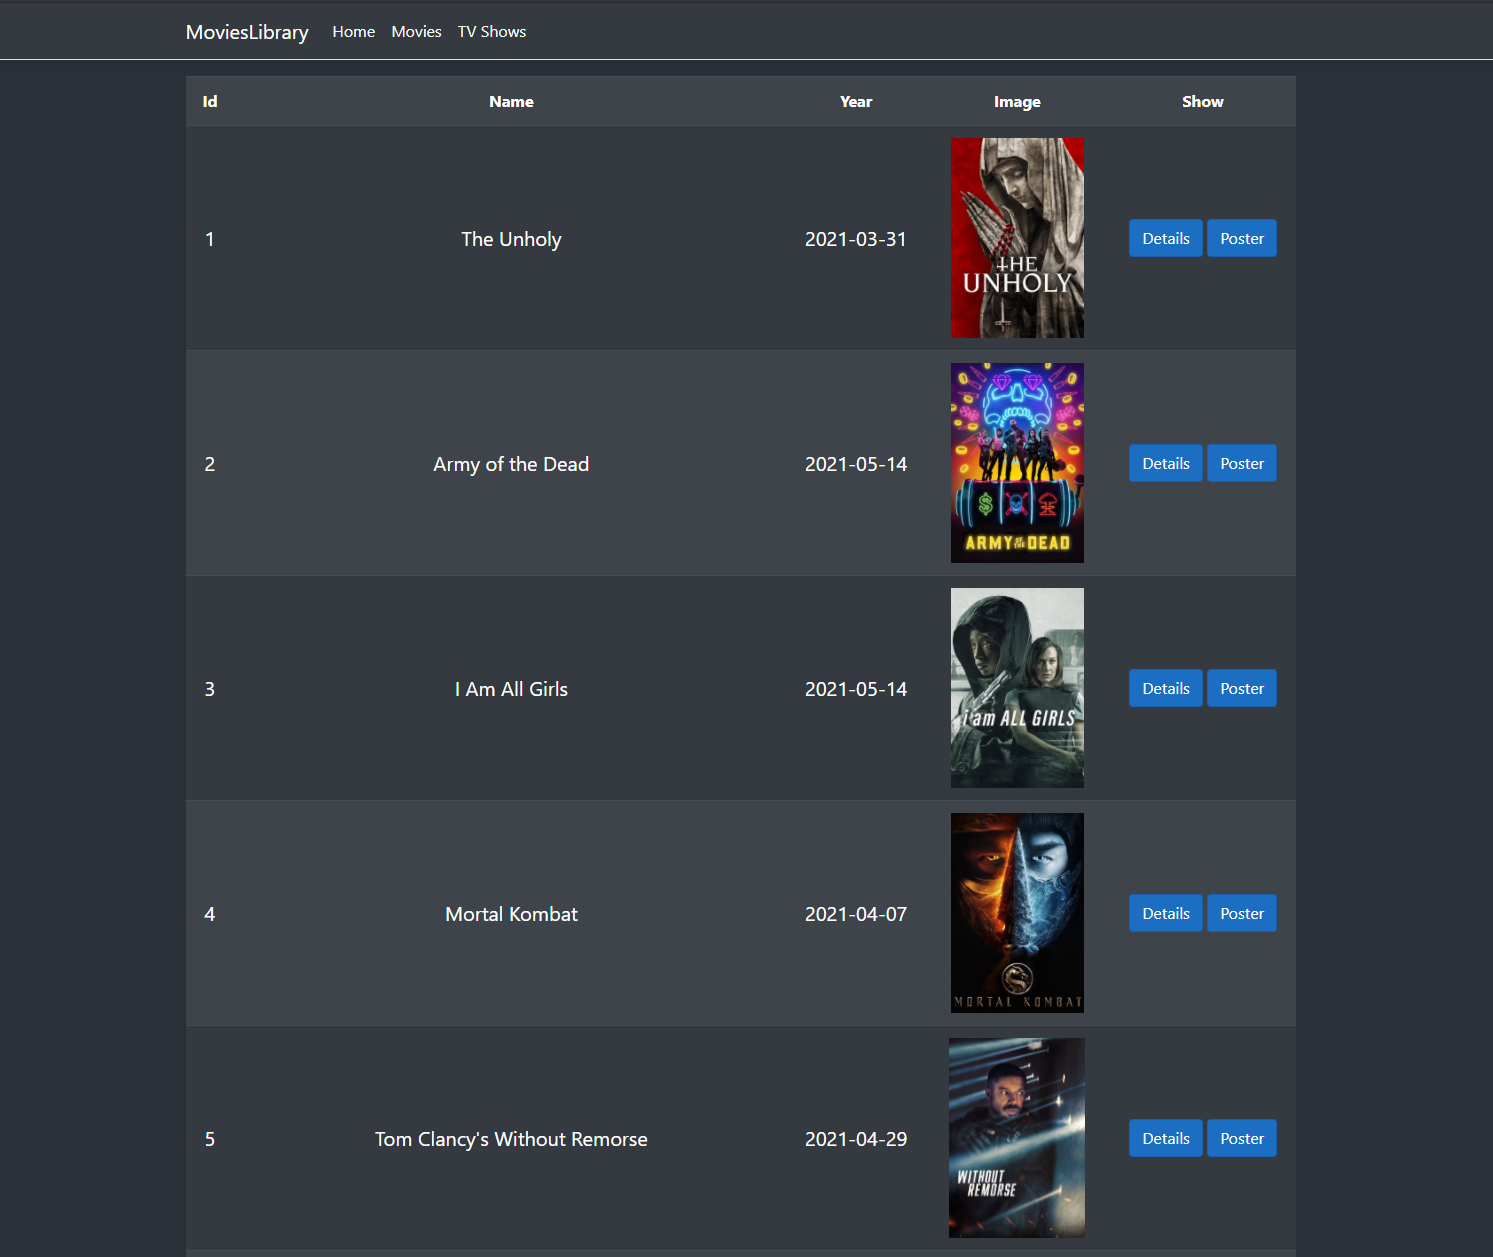 MoviesLibrary Home Movies TV Shows
Id Name Year Image Show
1 The Unholy 2021-03-31 Details Poster
THE
UNHOLY
2 Army of the Dead 2021-05-14 Details Poster
$
ARMY OF THE DEAD
3 I Am All Girls 2021-05-14 Details Poster
i am ALL GIRLS
4 Mortal Kombat 2021-04-07 Details Poster
MORTAL KOMBAT
5 Tom Clancy's Without Remorse 2021-04-29 Details Poster
WITHOUT
REMORSE